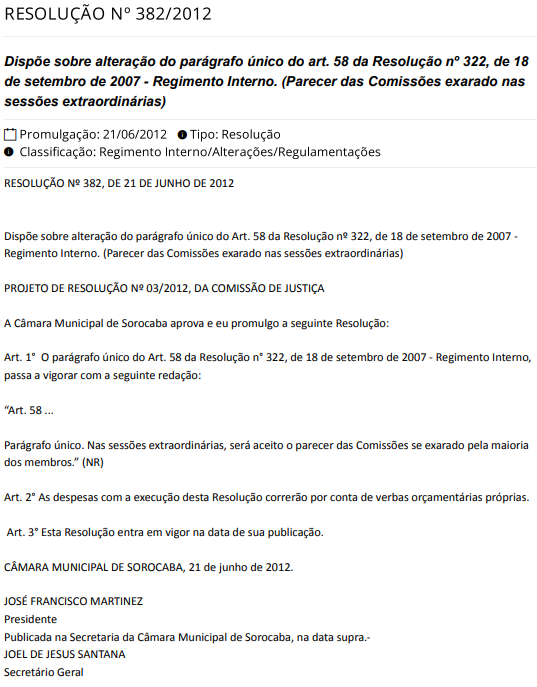 RESOLUÇÃO Nº 382/2012
Dispõe sobre alteração do parágrafo único do art. 58 da Resolução nº 322, de 18
de setembro de 2007 - Regimento Interno. (Parecer das Comissões exarado nas
sessões extraordinárias)
Promulgação: 21/06/2012 Tipo: Resolução
Classificação: Regimento Interno/Alterações/Regulamentações
RESOLUÇÃO Nº 382, DE 21 DE JUNHO DE 2012
Dispõe sobre alteração do parágrafo único do Art. 58 da Resolução nº 322, de 18 de setembro de 2007 -
Regimento Interno. (Parecer das Comissões exarado nas sessões extraordinárias)
PROJETO DE RESOLUÇÃO Nº 03/2012, DA COMISSÃO DE JUSTIÇA
A Câmara Municipal de Sorocaba aprova e eu promulgo a seguinte Resolução:
Art. 1° O parágrafo único do Art. 58 da Resolução n° 322, de 18 de setembro de 2007 - Regimento Interno,
passa a vigorar com a seguinte redação:
“Art. 58 ...
Parágrafo único. Nas sessões extraordinárias, será aceito o parecer das Comissões se exarado pela maioria
dos membros.” (NR)
Art. 2° As despesas com a execução desta Resolução correrão por conta de verbas orçamentárias próprias.
Art. 3° Esta Resolução entra em vigor na data de sua publicação.
CÂMARA MUNICIPAL DE SOROCABA, 21 de junho de 2012.
JOSÉ FRANCISCO MARTINEZ
Presidente
Publicada na Secretaria da Câmara Municipal de Sorocaba, na data supra.-
JOEL DE JESUS SANTANA
Secretário Geral